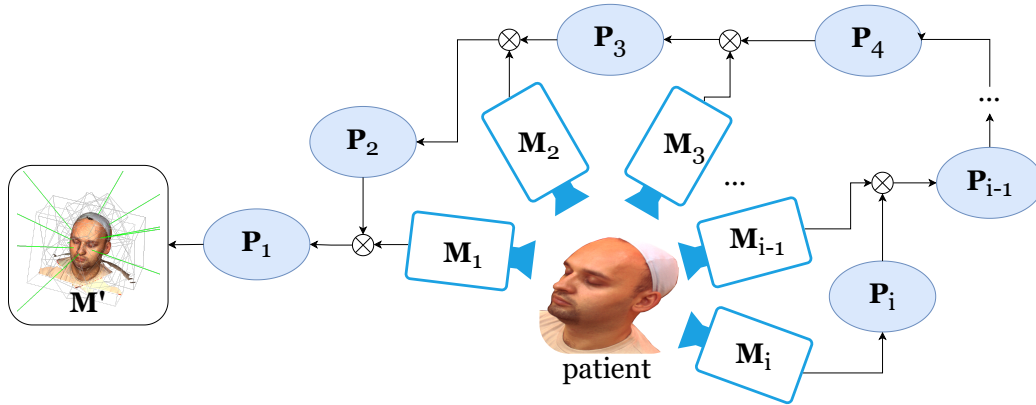 P₃
P₄
M₂
M₃
...
P₂
...
Pᵢ₋₁
P₁
M₁
Mᵢ₋₁
M'
Pᵢ
Mᵢ
patient